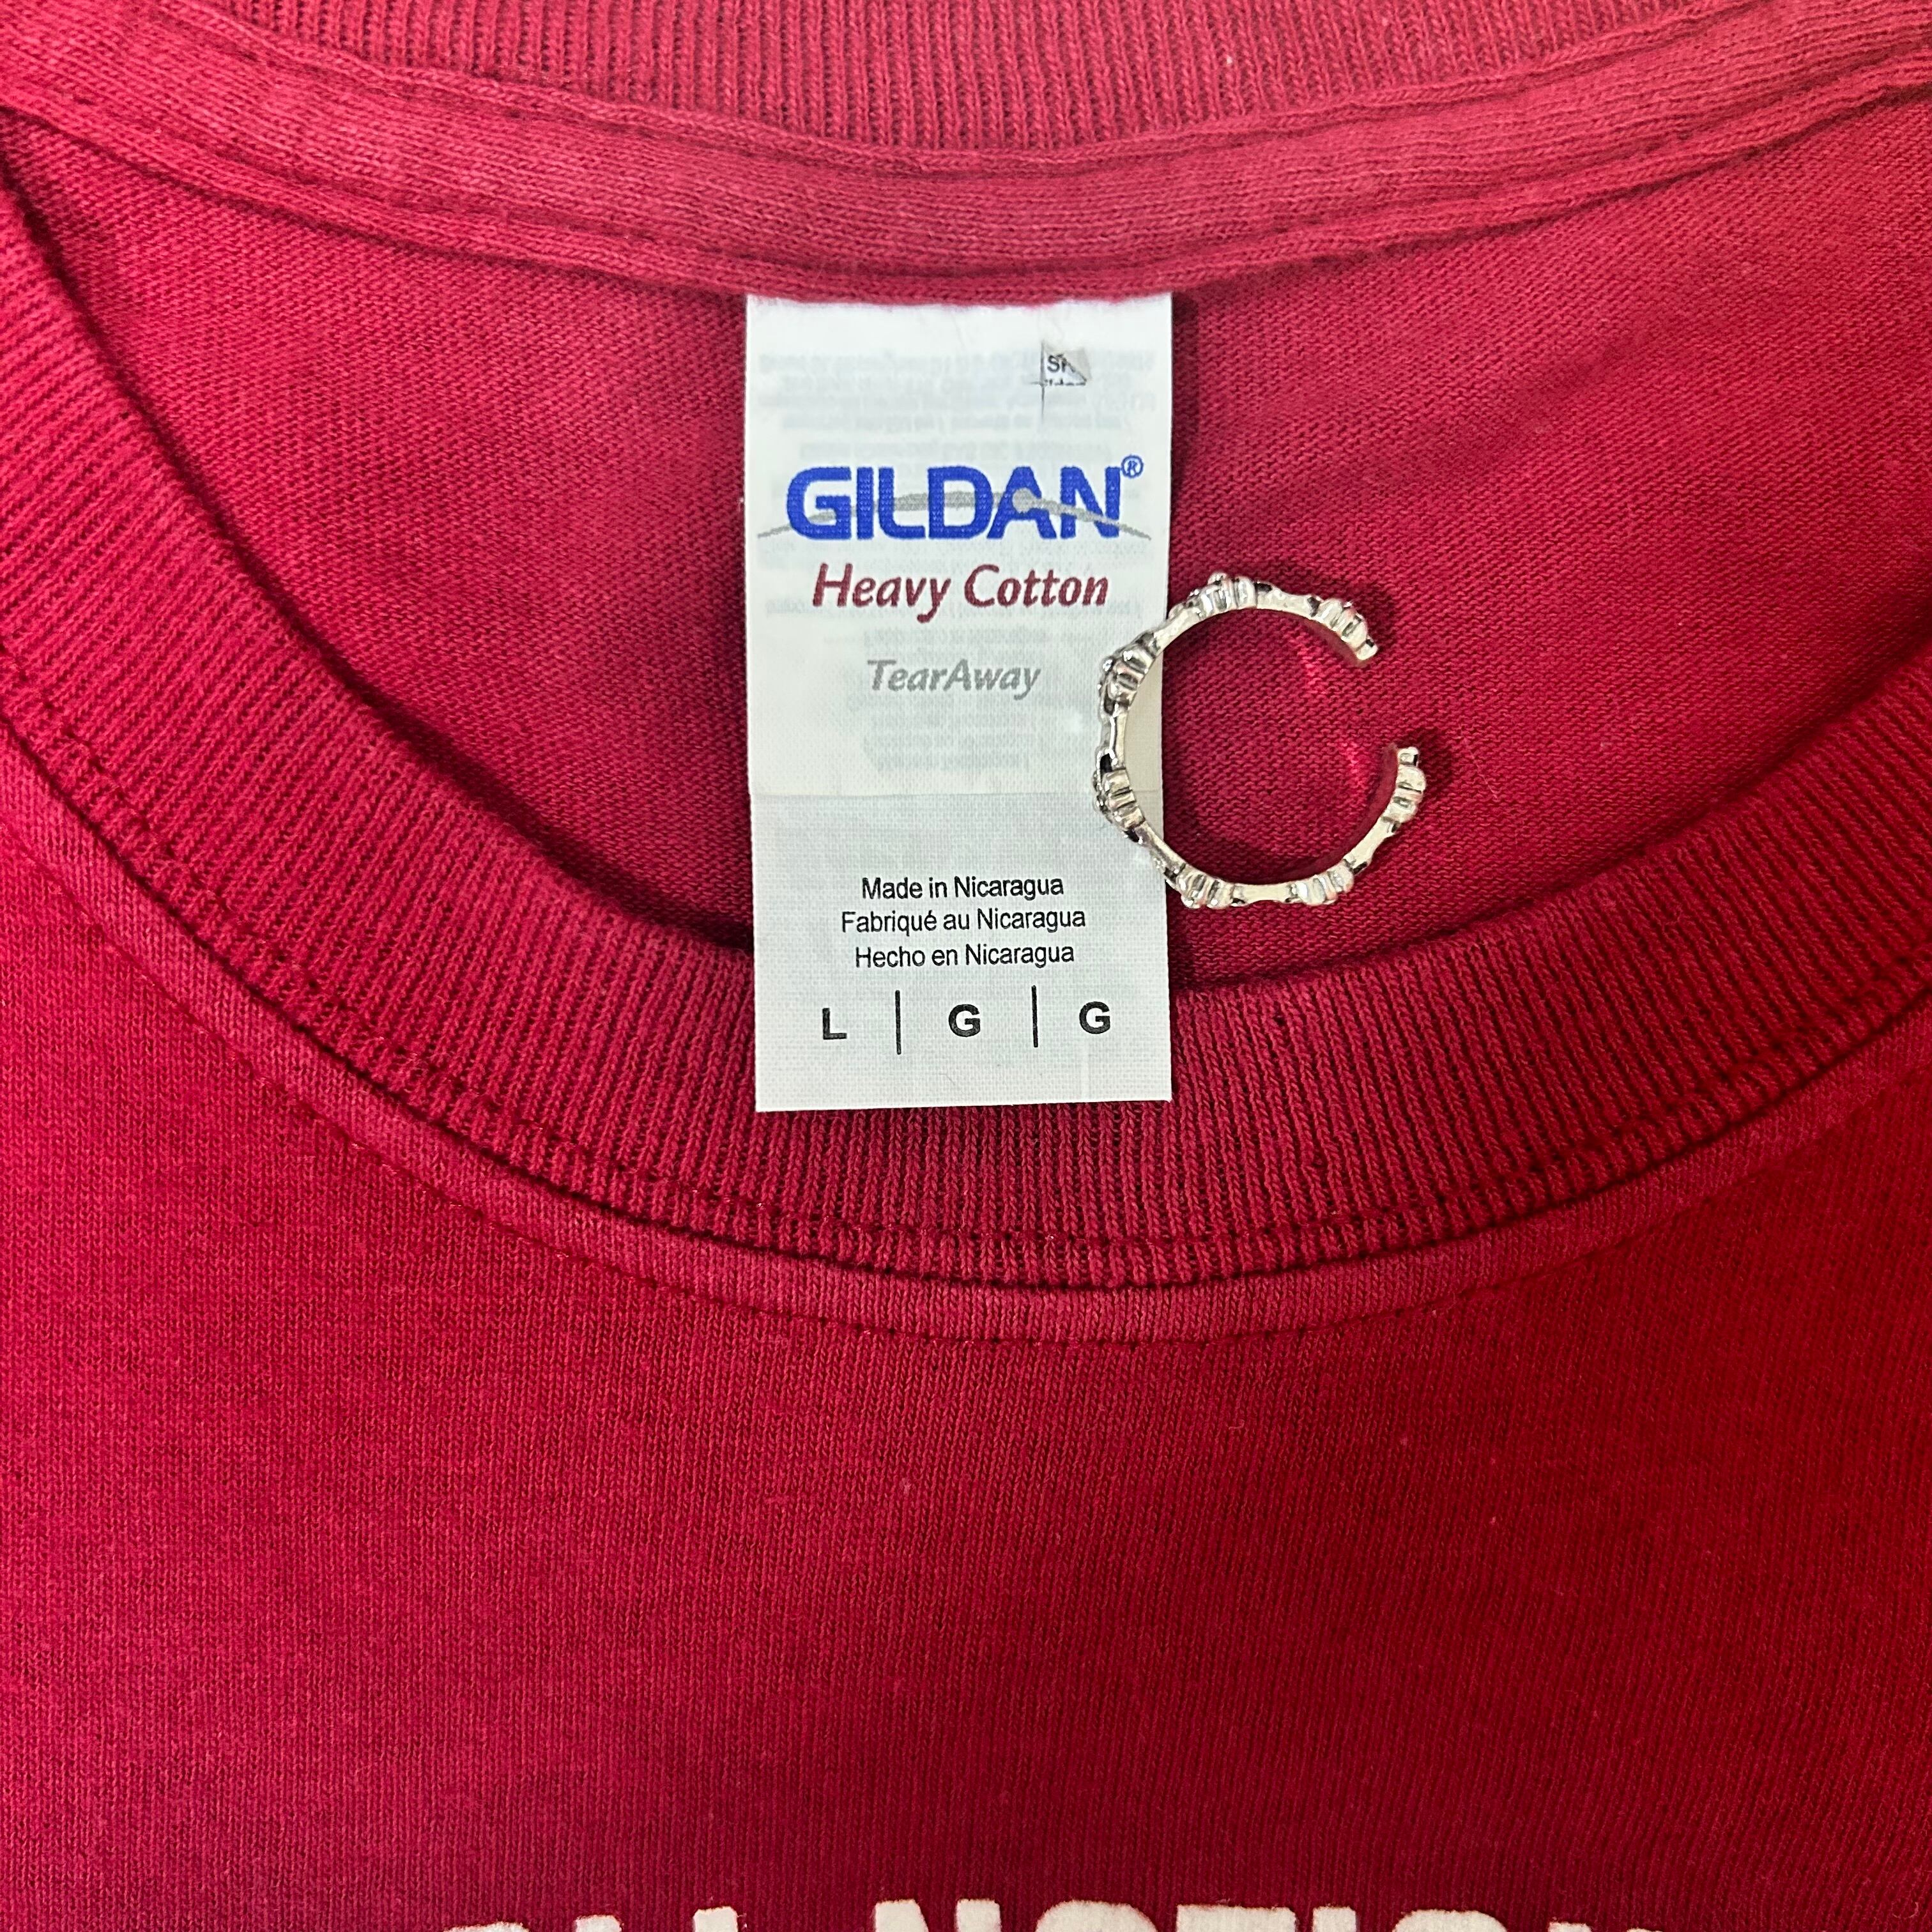 GILDAN®
Heavy Cotton
TearAway
Made in Nicaragua
Fabriqué au Nicaragua
Hecho en Nicaragua
L | G | G